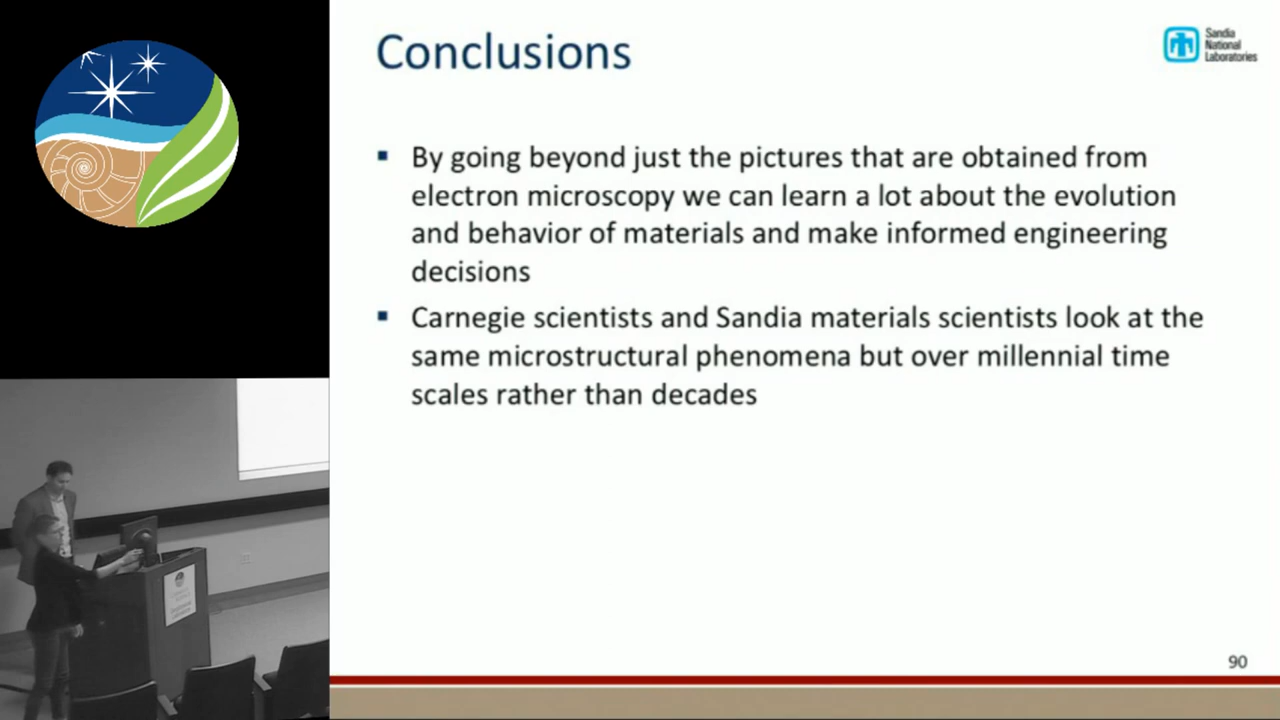 Conclusions
Sandia
National
Laboratories
▪ By going beyond just the pictures that are obtained from
electron microscopy we can learn a lot about the evolution
and behavior of materials and make informed engineering
decisions
▪ Carnegie scientists and Sandia materials scientists look at the
same microstructural phenomena but over millennial time
scales rather than decades
90